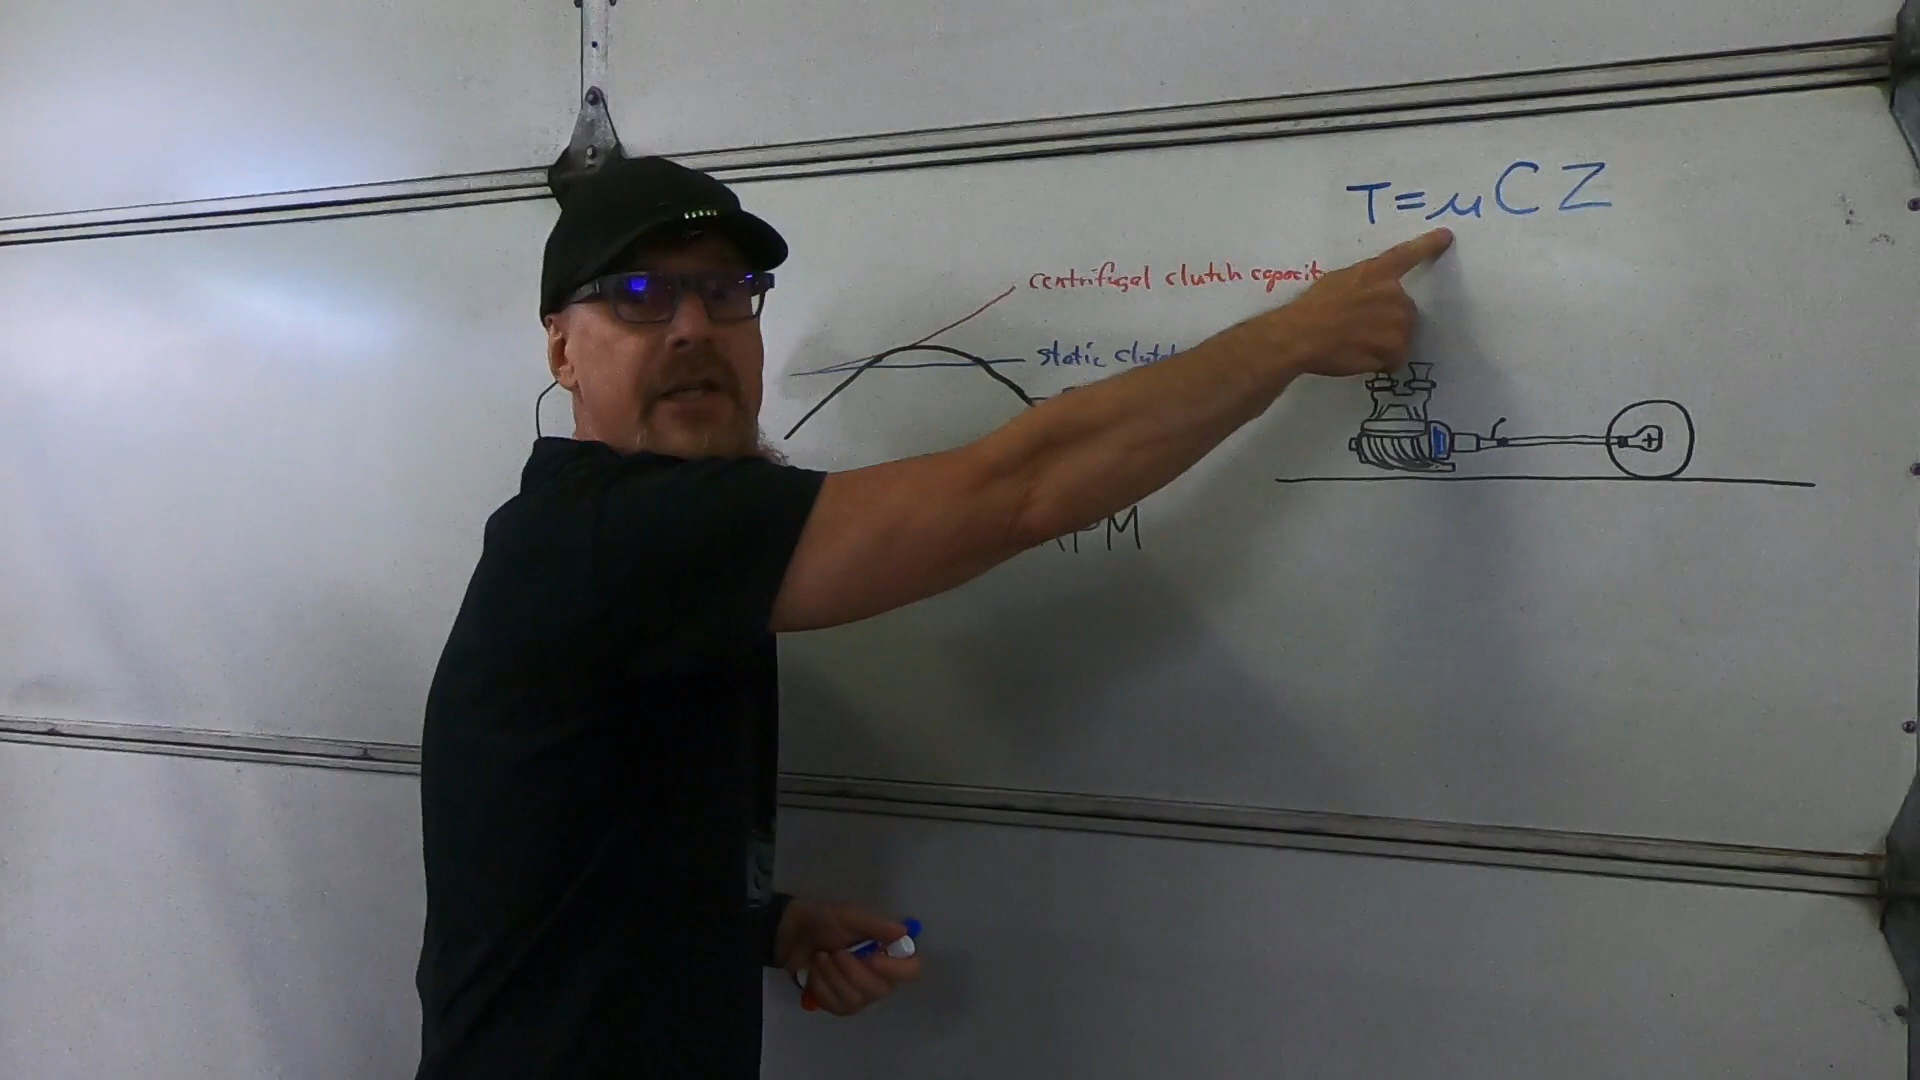 T=μCZ
centrifugal clutch
static
RPM